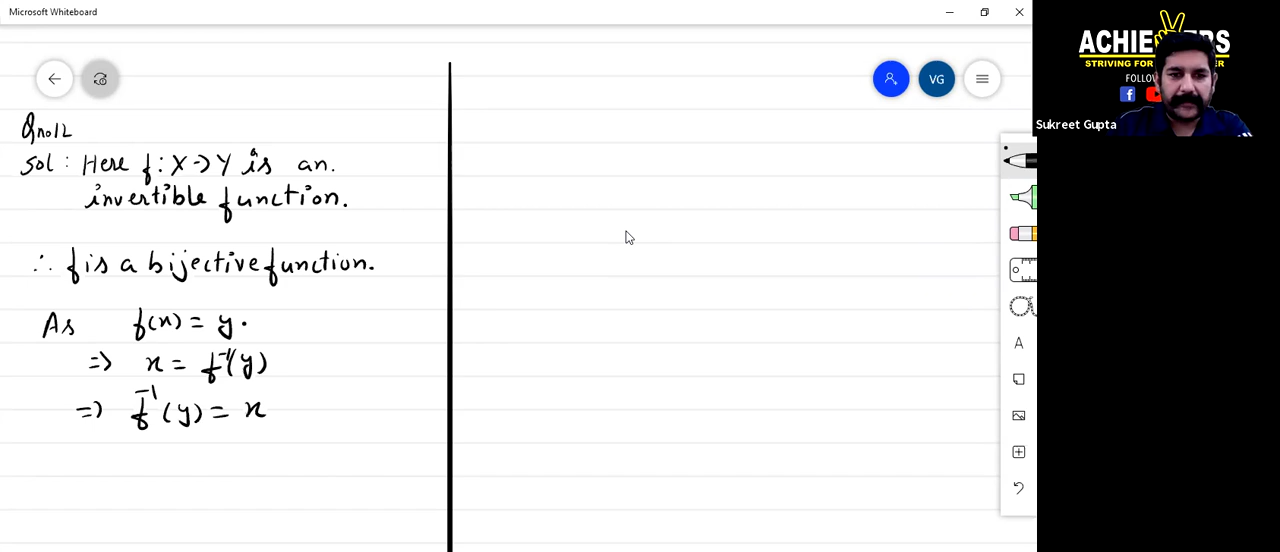 Microsoft Whiteboard
VG
Qno12
Sol : Here f : X → Y is an.
invertible function.
∴ f is a bijective function.
As f(x) = y.
=> x = f⁻¹(y)
=> f⁻¹(y) = x
A
STRIVING FOR
FOLLOW
Sukreet Gupta